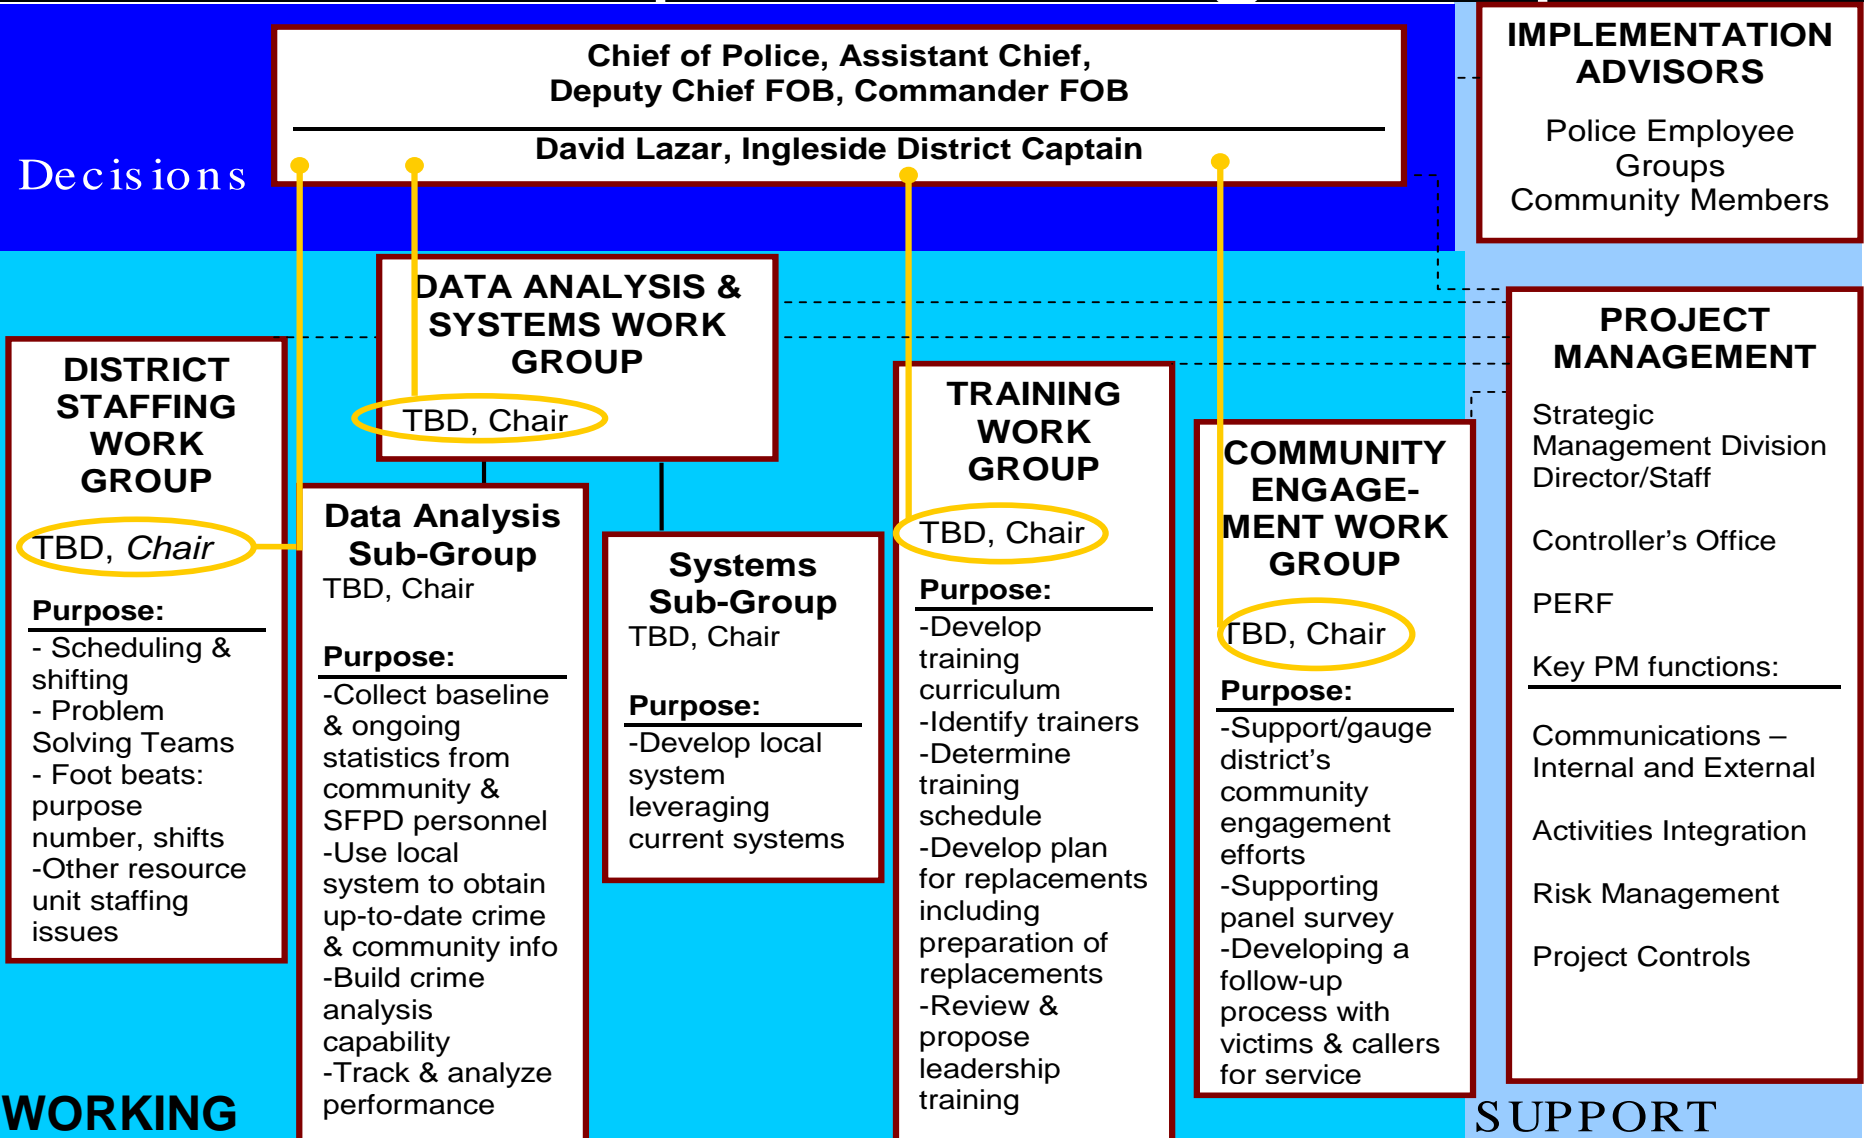 Chief of Police, Assistant Chief,
Deputy Chief FOB, Commander FOB
David Lazar, Ingleside District Captain
Decisions
IMPLEMENTATION
ADVISORS
Police Employee
Groups
Community Members
DATA ANALYSIS &
SYSTEMS WORK
GROUP
TBD, Chair
DISTRICT
STAFFING
WORK
GROUP
TBD, Chair
Purpose:
- Scheduling &
shifting
- Problem
Solving Teams
- Foot beats:
purpose
number, shifts
-Other resource
unit staffing
issues
Data Analysis
Sub-Group
TBD, Chair
Purpose:
-Collect baseline
& ongoing
statistics from
community &
SFPD personnel
-Use local
system to obtain
up-to-date crime
& community info
-Build crime
analysis
capability
-Track & analyze
performance
Systems
Sub-Group
TBD, Chair
Purpose:
-Develop local
system
leveraging
current systems
TRAINING
WORK
GROUP
TBD, Chair
Purpose:
-Develop
training
curriculum
-Identify trainers
-Determine
training
schedule
-Develop plan
for replacements
including
preparation of
replacements
-Review &
propose
leadership
training
COMMUNITY
ENGAGE-
MENT WORK
GROUP
TBD, Chair
Purpose:
-Support/gauge
district's
community
engagement
efforts
-Supporting
panel survey
-Developing a
follow-up
process with
victims & callers
for service
PROJECT
MANAGEMENT
Strategic
Management Division
Director/Staff
Controller's Office
PERF
Key PM functions:
Communications –
Internal and External
Activities Integration
Risk Management
Project Controls
WORKING
SUPPORT